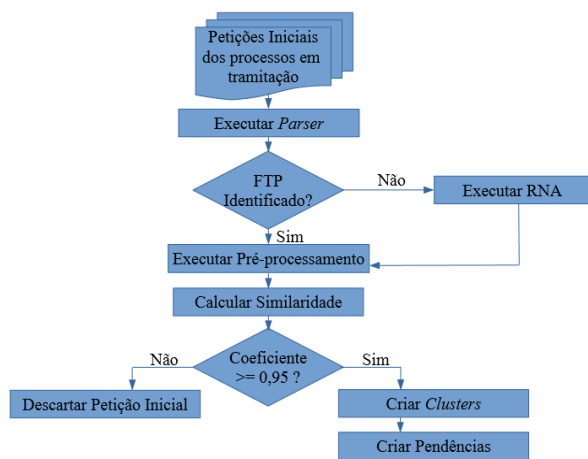 Petições Iniciais
dos processos em
tramitação
Executar Parser
FTP
Identificado?
Não
Executar RNA
Sim
Executar Pré-processamento
Calcular Similaridade
Não
Coeficiente
>= 0,95 ?
Sim
Descartar Petição Inicial
Criar Clusters
Criar Pendências